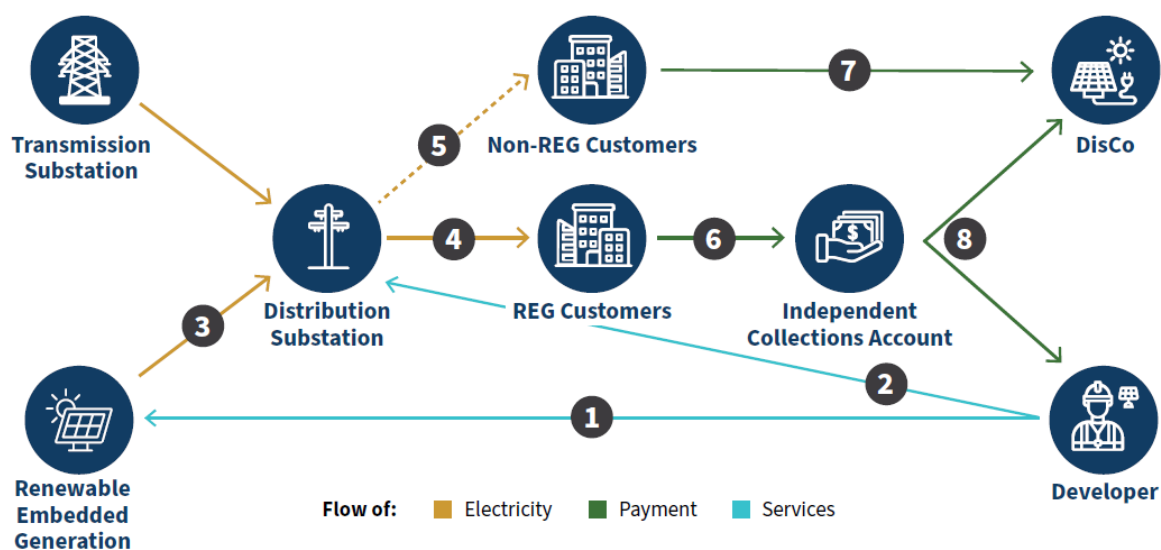 Transmission
Substation
Non-REG Customers
7
DisCo
5
4
6
8
Distribution
Substation
REG Customers
Independent
Collections Account
3
2
1
Renewable
Embedded
Generation
Developer
Flow of: Electricity Payment Services
$